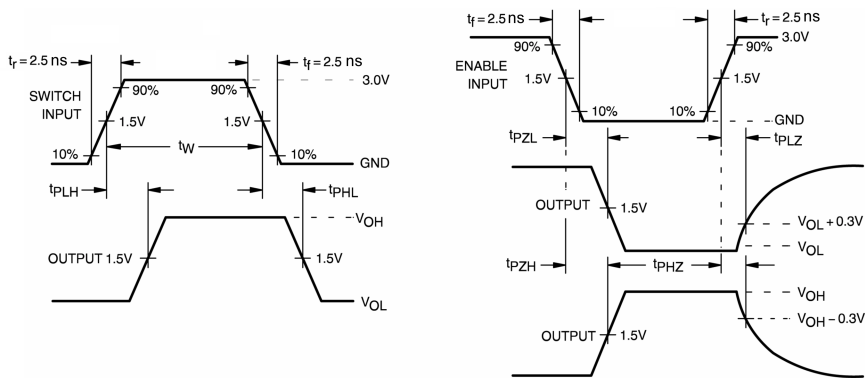 tr = 2.5 ns
tf = 2.5 ns
3.0V
90%
90%
SWITCH
INPUT
1.5V
1.5V
tW
10%
10%
GND
tPLH
tPHL
VOH
OUTPUT 1.5V
1.5V
VOL
tf = 2.5 ns
tr = 2.5 ns
3.0V
90%
90%
ENABLE
INPUT
1.5V
1.5V
10%
10%
GND
tPZL
tPLZ
OUTPUT
1.5V
VOL + 0.3V
VOL
tPZH
tPHZ
VOH
VOH − 0.3V
OUTPUT
1.5V